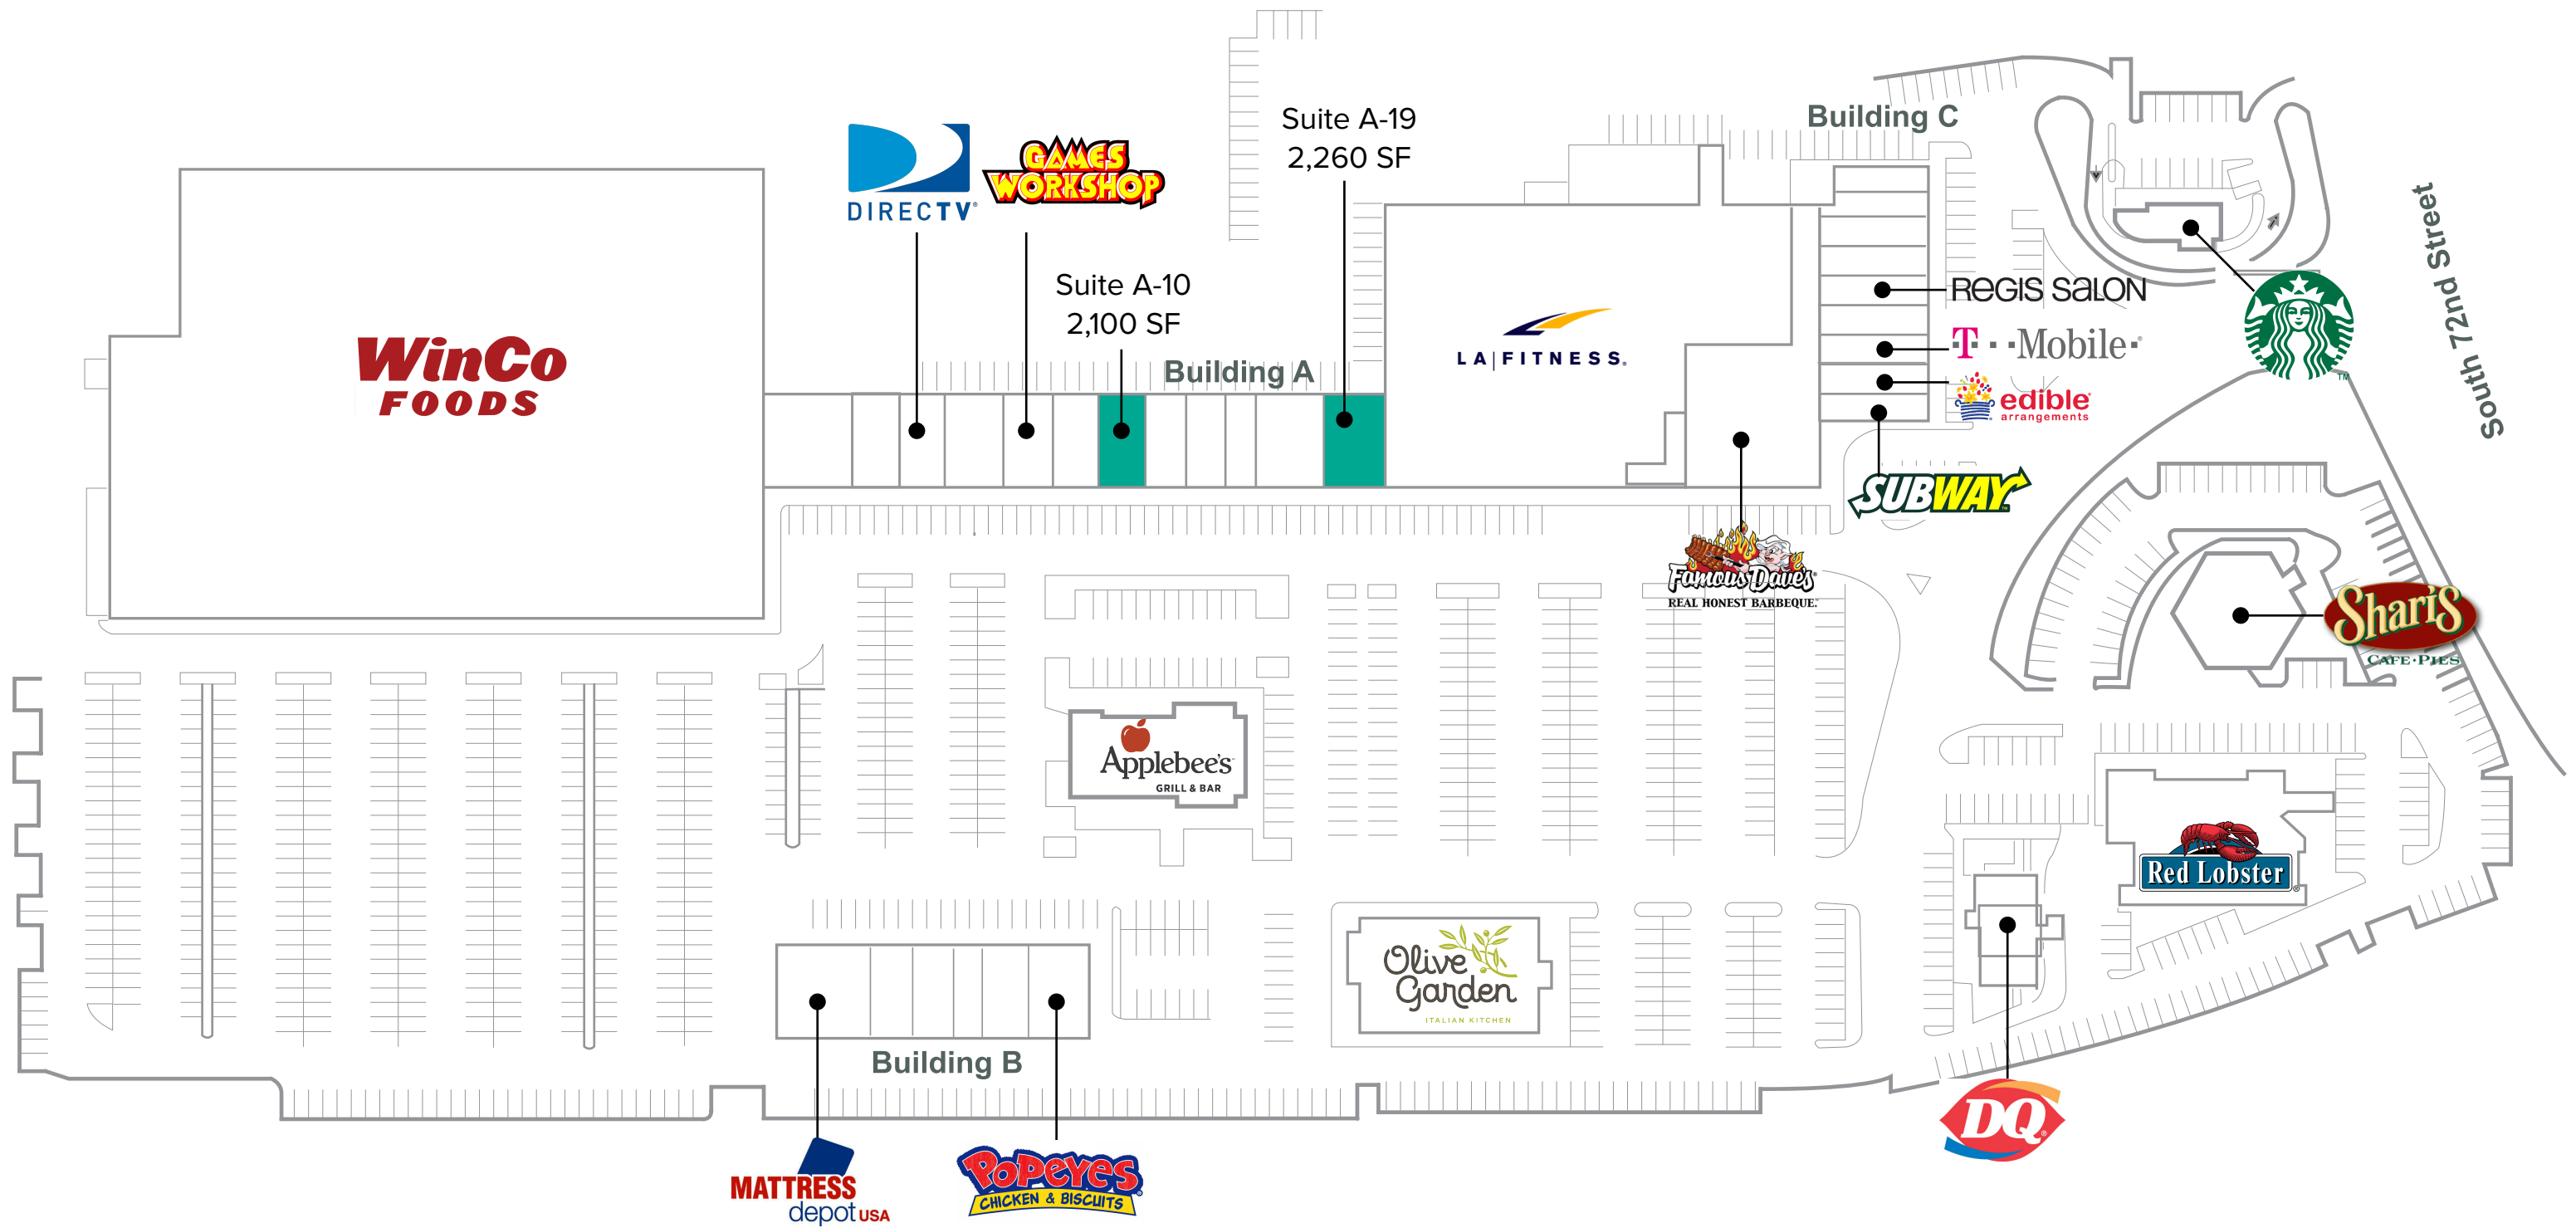 WinCo
FOODS
DIRECTV®
GAMES
WORKSHOP
Suite A-10
2,100 SF
Suite A-19
2,260 SF
Building A
LA|FITNESS®
Building C
REGIS SALON
T··Mobile·®
edible®
arrangements
SUBWAY
TM
South 72nd Street
Famous Dave's
REAL HONEST BARBEQUE.
Shari's
CAFE·PIES
Applebee's
GRILL & BAR
Olive
Garden
ITALIAN KITCHEN
Red Lobster®
DQ®
Building B
MATTRESS
depot USA
POPEYES®
CHICKEN & BISCUITS